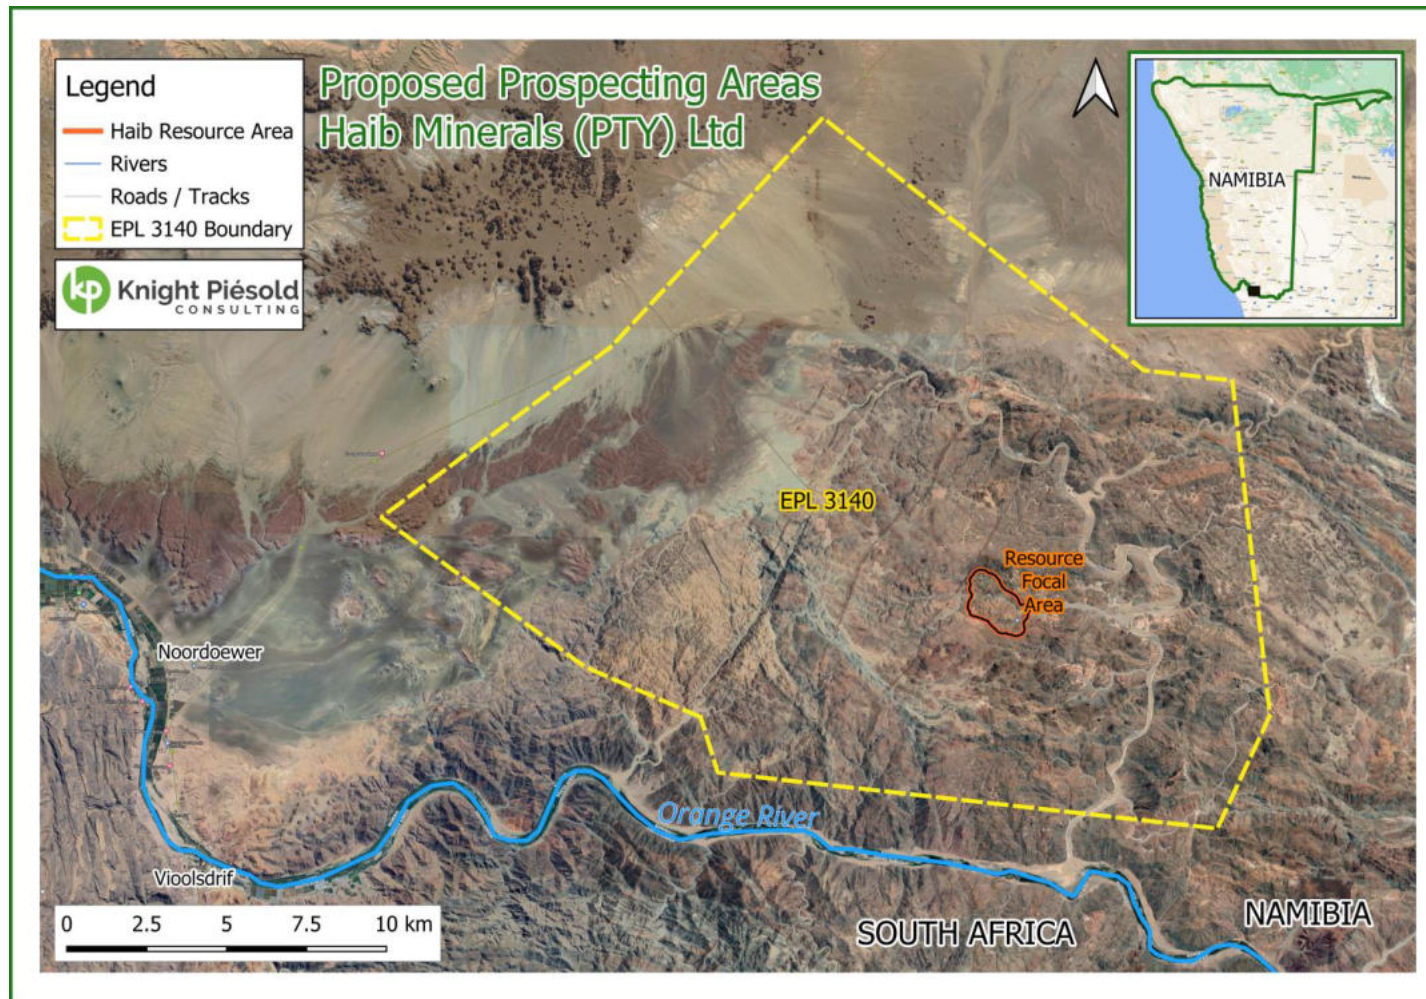 Legend
Haib Resource Area
Rivers
Roads / Tracks
EPL 3140 Boundary
kp Knight Piésold
CONSULTING
Proposed Prospecting Areas
Haib Minerals (PTY) Ltd
NAMIBIA
EPL 3140
Resource
Focal
Area
Noordoewer
Orange River
Vioolsdrif
SOUTH AFRICA
NAMIBIA
0 2.5 5 7.5 10 km